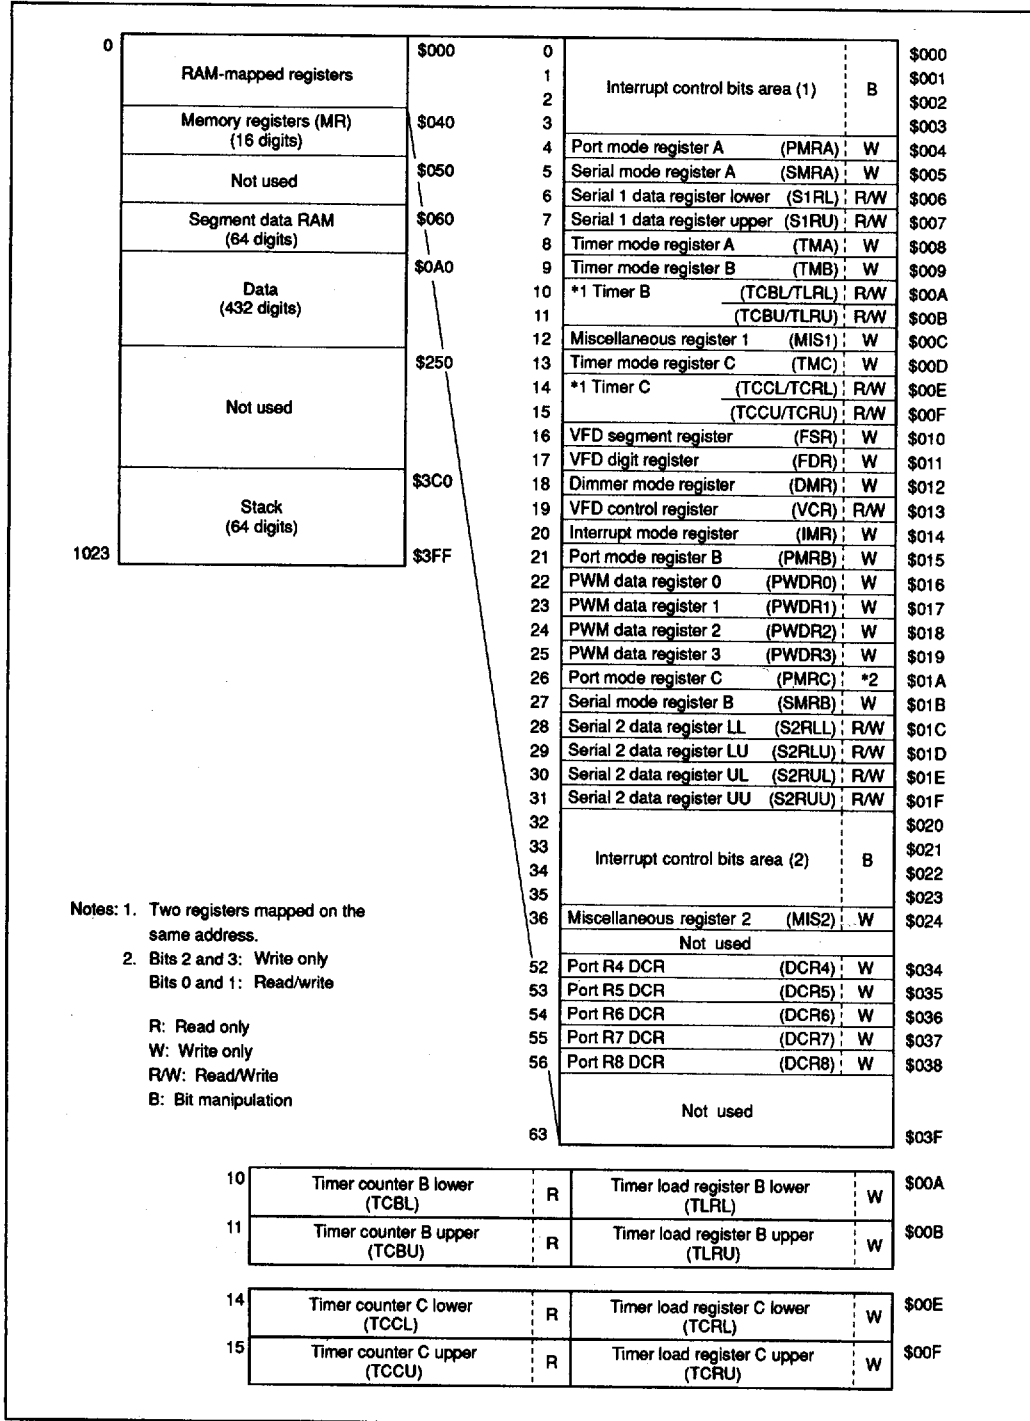 0 $000
RAM-mapped registers
Memory registers (MR) $040
(16 digits)
Not used $050
Segment data RAM $060
(64 digits)
$0A0
Data
(432 digits)
$250
Not used
$3C0
Stack
(64 digits)
1023 $3FF
0 $000
1 $001
Interrupt control bits area (1) B
2 $002
3 $003
4 Port mode register A (PMRA) W $004
5 Serial mode register A (SMRA) W $005
6 Serial 1 data register lower (S1RL) R/W $006
7 Serial 1 data register upper (S1RU) R/W $007
8 Timer mode register A (TMA) W $008
9 Timer mode register B (TMB) W $009
10 *1 Timer B (TCBL/TLRL) R/W $00A
11 (TCBU/TLRU) R/W $00B
12 Miscellaneous register 1 (MIS1) W $00C
13 Timer mode register C (TMC) W $00D
14 *1 Timer C (TCCL/TCRL) R/W $00E
15 (TCCU/TCRU) R/W $00F
16 VFD segment register (FSR) W $010
17 VFD digit register (FDR) W $011
18 Dimmer mode register (DMR) W $012
19 VFD control register (VCR) R/W $013
20 Interrupt mode register (IMR) W $014
21 Port mode register B (PMRB) W $015
22 PWM data register 0 (PWDR0) W $016
23 PWM data register 1 (PWDR1) W $017
24 PWM data register 2 (PWDR2) W $018
25 PWM data register 3 (PWDR3) W $019
26 Port mode register C (PMRC) *2 $01A
27 Serial mode register B (SMRB) W $01B
28 Serial 2 data register LL (S2RLL) R/W $01C
29 Serial 2 data register LU (S2RLU) R/W $01D
30 Serial 2 data register UL (S2RUL) R/W $01E
31 Serial 2 data register UU (S2RUU) R/W $01F
32 $020
33 $021
Interrupt control bits area (2) B
34 $022
35 $023
36 Miscellaneous register 2 (MIS2) W $024
Not used
52 Port R4 DCR (DCR4) W $034
53 Port R5 DCR (DCR5) W $035
54 Port R6 DCR (DCR6) W $036
55 Port R7 DCR (DCR7) W $037
56 Port R8 DCR (DCR8) W $038
Not used
63 $03F
Notes: 1. Two registers mapped on the
same address.
2. Bits 2 and 3: Write only
Bits 0 and 1: Read/write
R: Read only
W: Write only
R/W: Read/Write
B: Bit manipulation
10 Timer counter B lower R Timer load register B lower W $00A
(TCBL) (TLRL)
11 Timer counter B upper R Timer load register B upper W $00B
(TCBU) (TLRU)
14 Timer counter C lower R Timer load register C lower W $00E
(TCCL) (TCRL)
15 Timer counter C upper R Timer load register C upper W $00F
(TCCU) (TCRU)